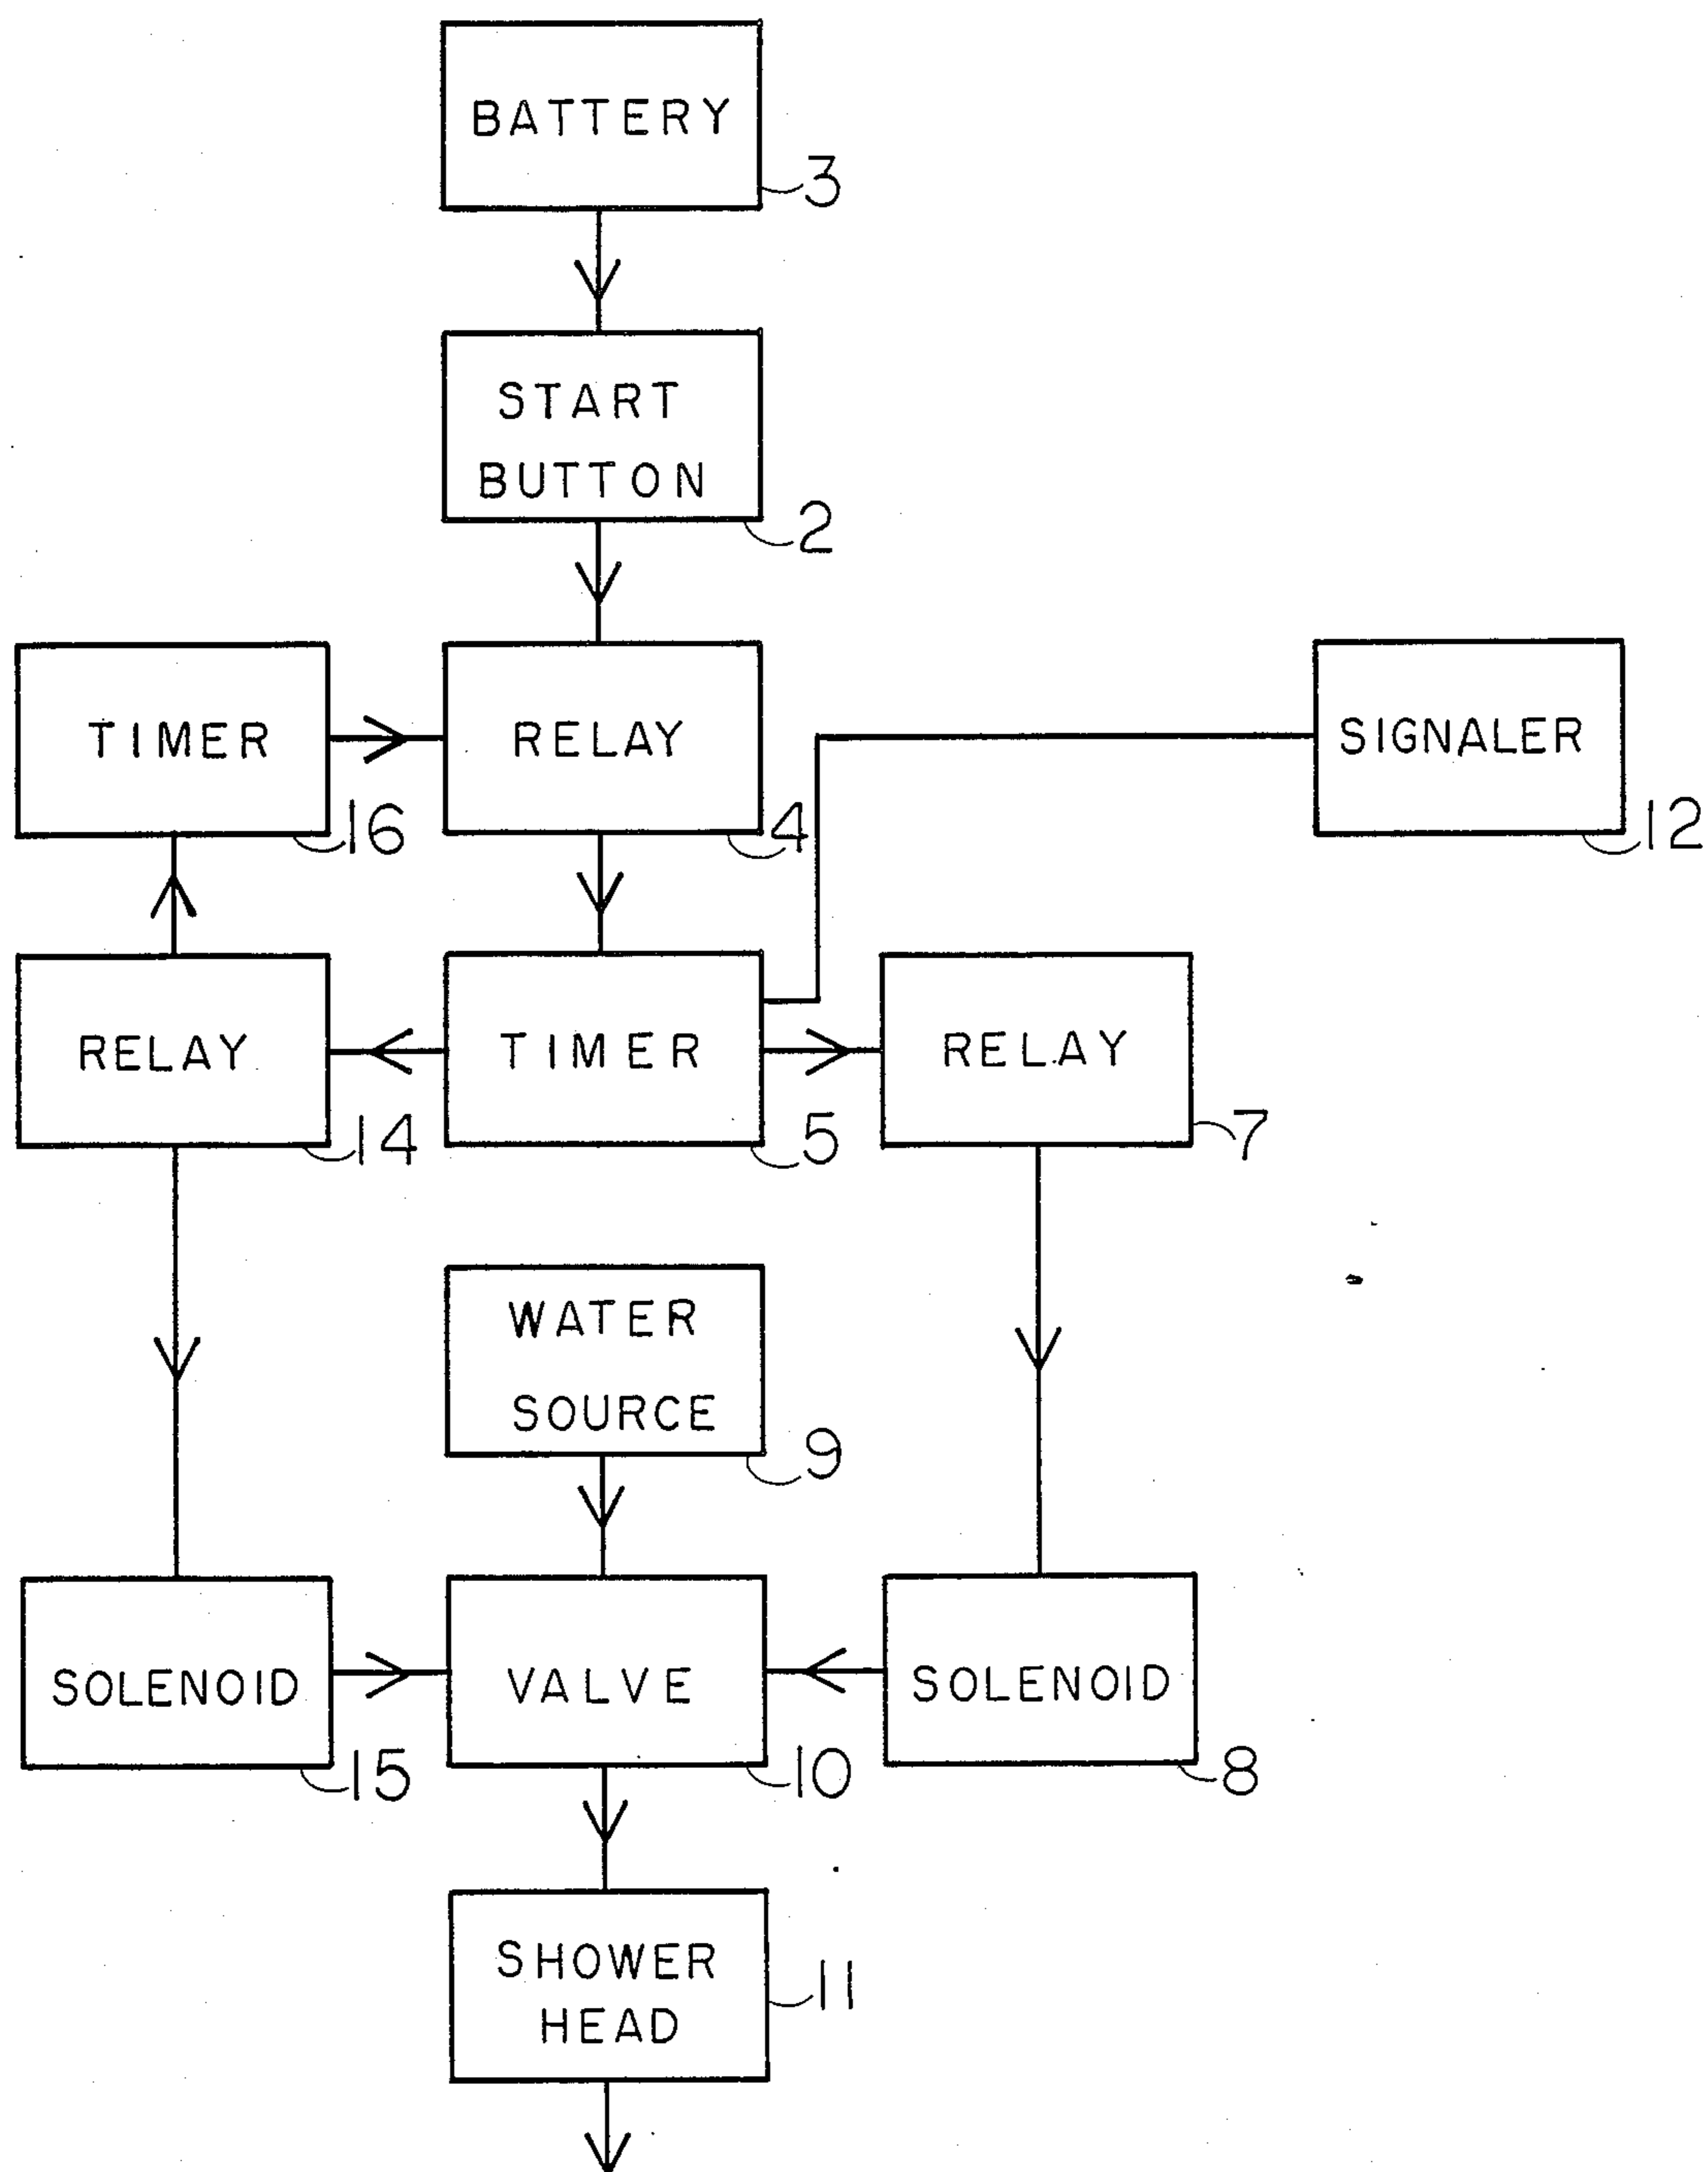 BATTERY
3
START
BUTTON
2
TIMER
16
RELAY
4
SIGNALER
12
RELAY
14
TIMER
5
RELAY
7
WATER
SOURCE
9
SOLENOID
15
VALVE
10
SOLENOID
8
SHOWER
HEAD
11